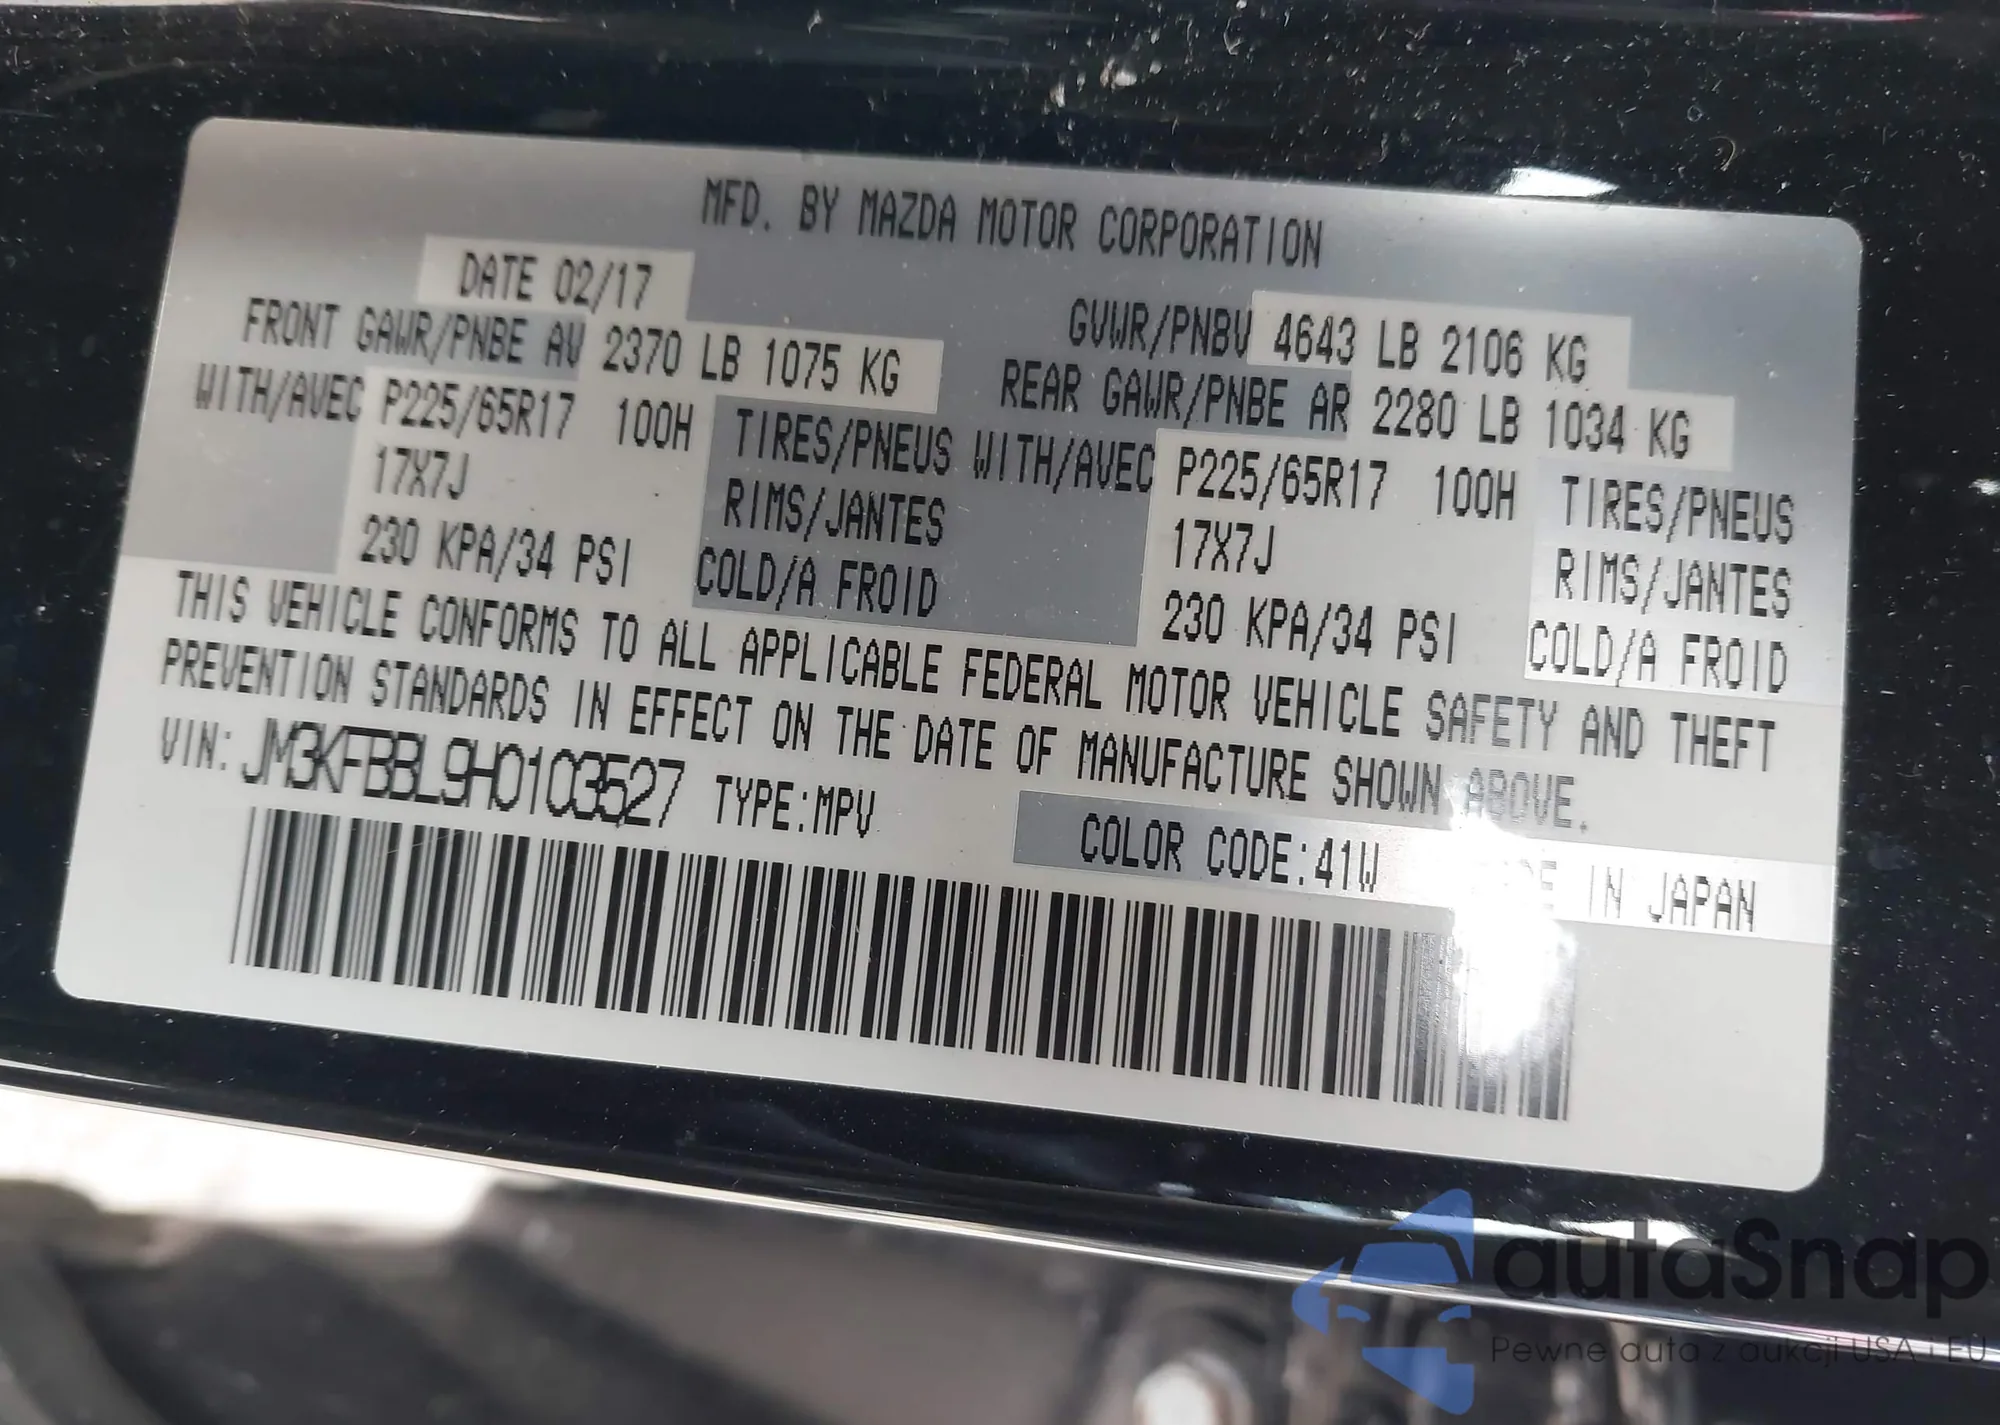 MFD. BY MAZDA MOTOR CORPORATION
DATE 02/17
GVWR/PNBV 4643 LB 2106 KG
FRONT GAWR/PNBE AV 2370 LB 1075 KG
REAR GAWR/PNBE AR 2280 LB 1034 KG
WITH/AVEC P225/65R17 100H TIRES/PNEUS WITH/AVEC P225/65R17 100H TIRES/PNEUS
17X7J RIMS/JANTES 17X7J RIMS/JANTES
230 KPA/34 PSI COLD/A FROID 230 KPA/34 PSI COLD/A FROID
THIS VEHICLE CONFORMS TO ALL APPLICABLE FEDERAL MOTOR VEHICLE SAFETY AND THEFT
PREVENTION STANDARDS IN EFFECT ON THE DATE OF MANUFACTURE SHOWN ABOVE.
VIN: JM3KFBBL9H0103527 TYPE:MPV
COLOR CODE:41W IN JAPAN
autaSnap
Pewne auta z aukcji USA i EU